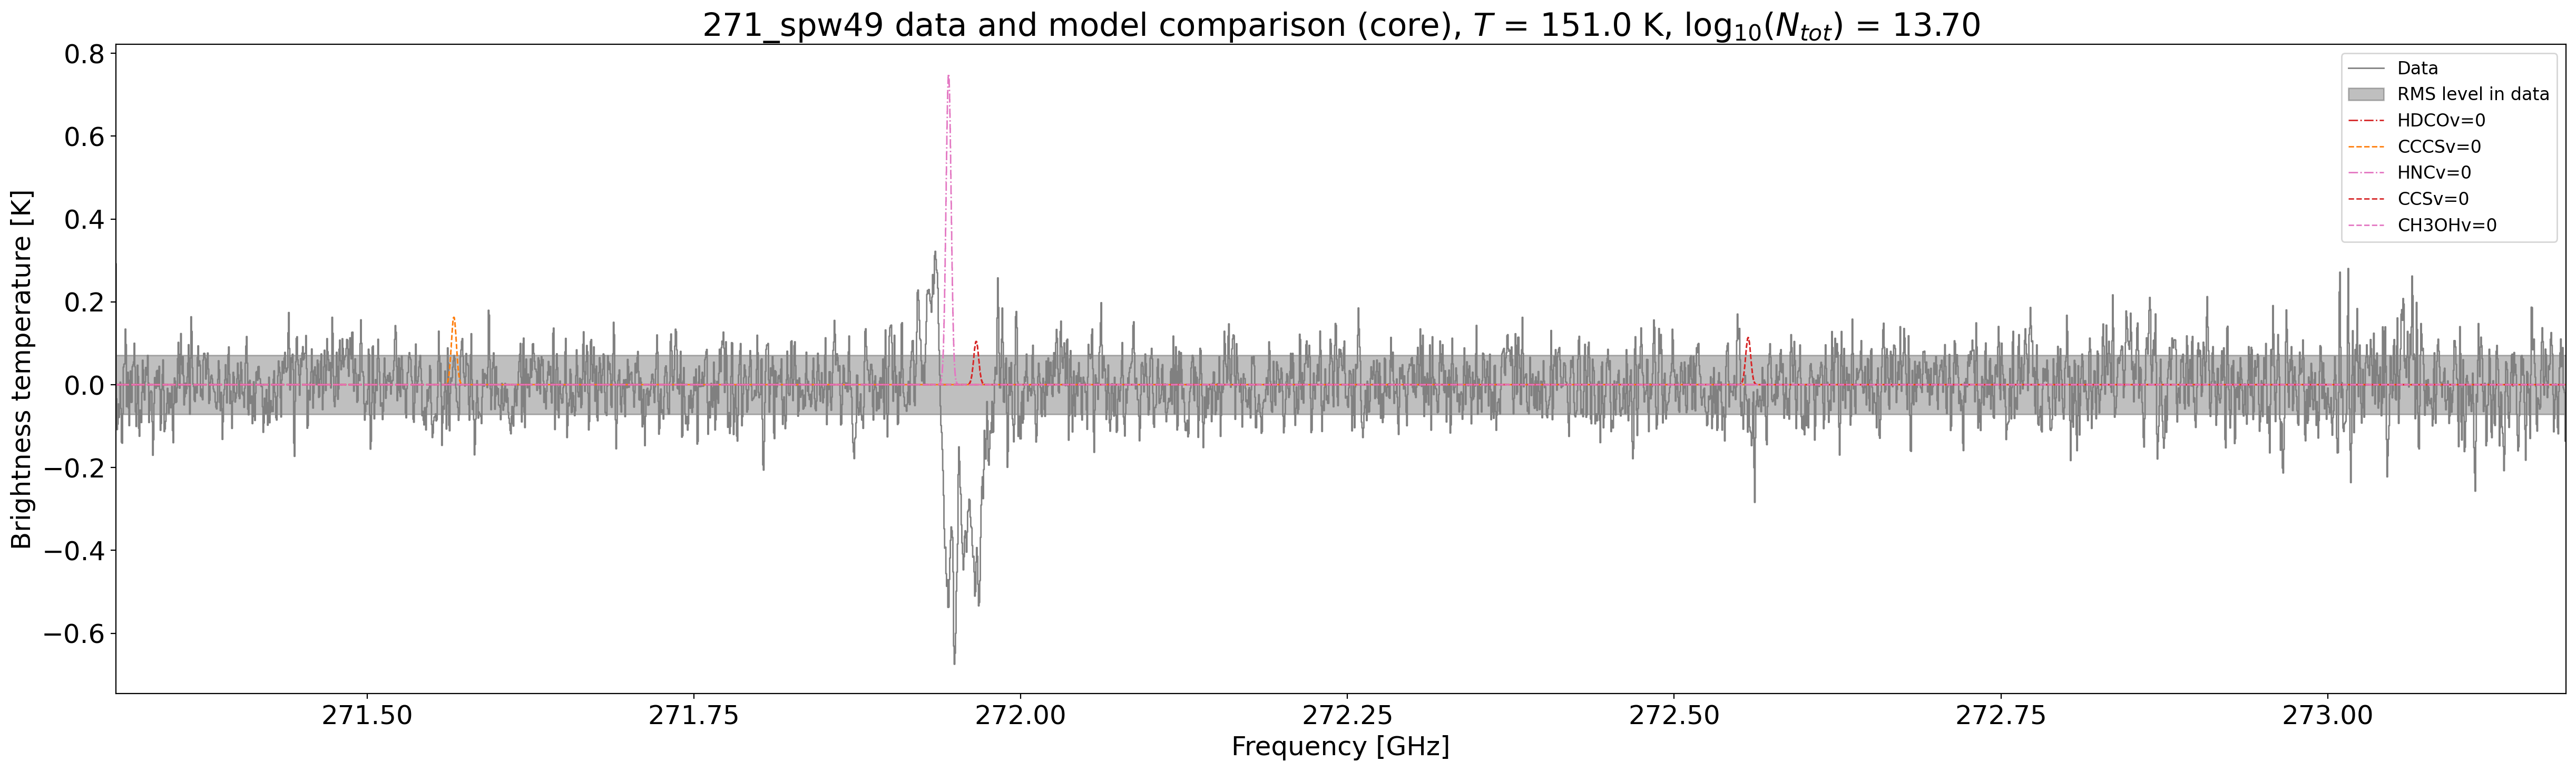 271_spw49 data and model comparison (core), T = 151.0 K, log₁₀(Nₜₒₜ) = 13.70
Brightness temperature [K]
0.8
0.6
0.4
0.2
0.0
−0.2
−0.4
−0.6
Data
RMS level in data
HDCOv=0
CCCSv=0
HNCv=0
CCSv=0
CH3OHv=0
271.50 271.75 272.00 272.25 272.50 272.75 273.00
Frequency [GHz]